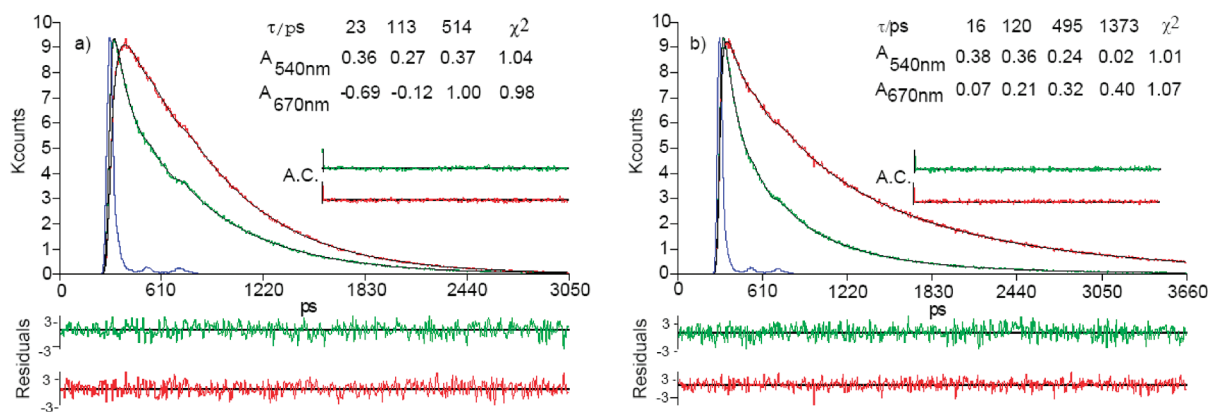 a)
τ/ps 23 113 514 χ2
A540nm 0.36 0.27 0.37 1.04
A670nm -0.69 -0.12 1.00 0.98
Kcounts
10
9
8
7
6
5
4
3
2
1
0
A.C.
0 610 1220 1830 2440 3050
ps
Residuals
3
-3
3
-3
b)
τ/ps 16 120 495 1373 χ2
A540nm 0.38 0.36 0.24 0.02 1.01
A670nm 0.07 0.21 0.32 0.40 1.07
Kcounts
10
9
8
7
6
5
4
3
2
1
0
A.C.
0 610 1220 1830 2440 3050 3660
ps
Residuals
3
-3
3
-3